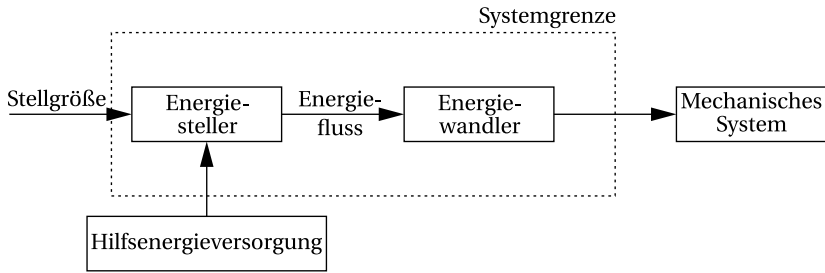 Systemgrenze
Stellgröße
Energie-
steller
Energie-
fluss
Energie-
wandler
Mechanisches
System
Hilfsenergieversorgung